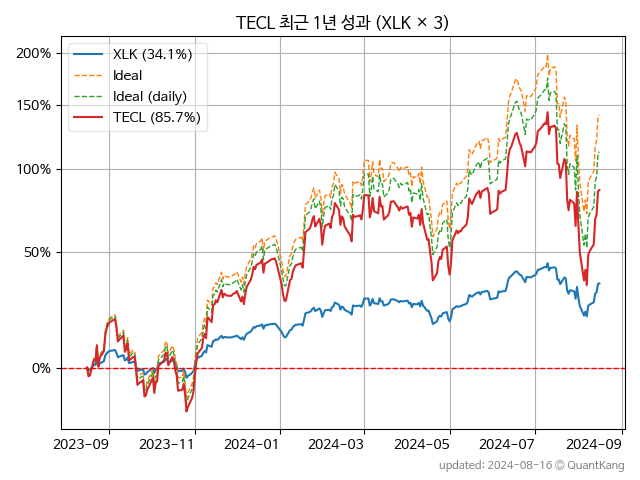 TECL 최근 1년 성과 (XLK × 3)
200%
150%
100%
50%
0%
XLK (34.1%)
Ideal
Ideal (daily)
TECL (85.7%)
2023-09
2023-11
2024-01
2024-03
2024-05
2024-07
2024-09
updated: 2024-08-16 © QuantKang